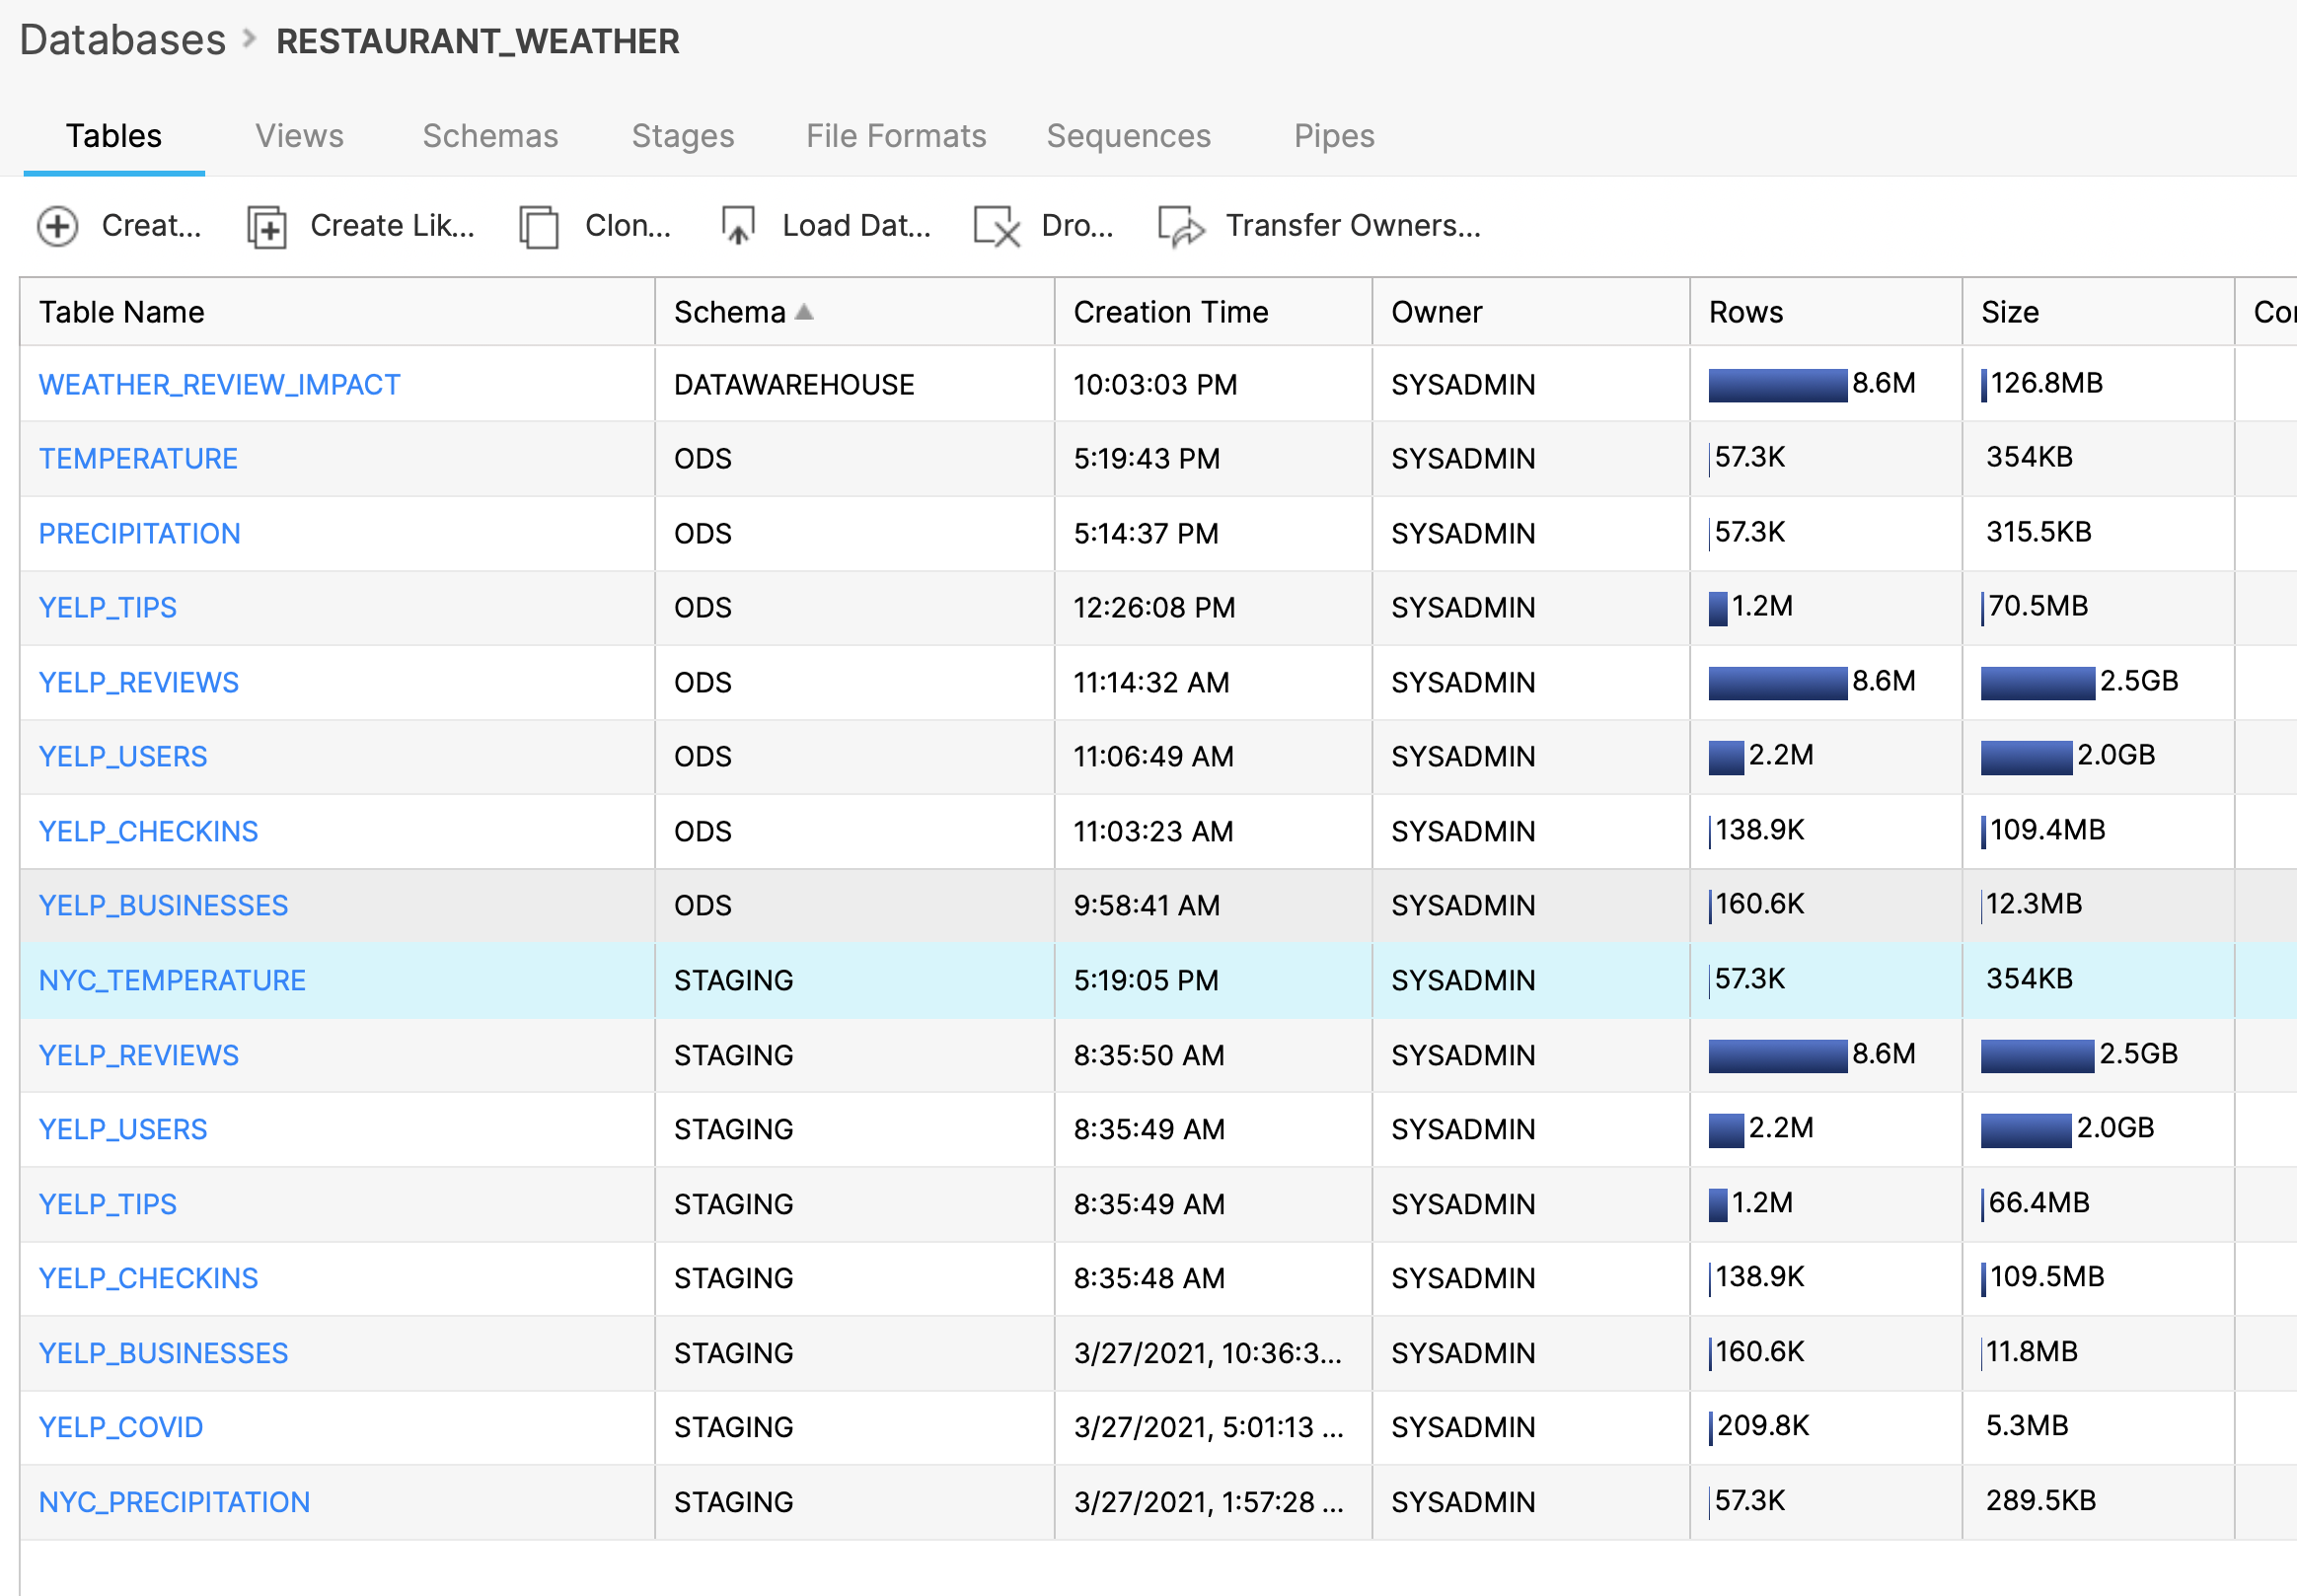 Databases > RESTAURANT_WEATHER
Tables Views Schemas Stages File Formats Sequences Pipes
Creat... Create Lik... Clon... Load Dat... Dro... Transfer Owners...
Table Name Schema Creation Time Owner Rows Size Co
WEATHER_REVIEW_IMPACT DATAWAREHOUSE 10:03:03 PM SYSADMIN 8.6M 126.8MB
TEMPERATURE ODS 5:19:43 PM SYSADMIN 57.3K 354KB
PRECIPITATION ODS 5:14:37 PM SYSADMIN 57.3K 315.5KB
YELP_TIPS ODS 12:26:08 PM SYSADMIN 1.2M 70.5MB
YELP_REVIEWS ODS 11:14:32 AM SYSADMIN 8.6M 2.5GB
YELP_USERS ODS 11:06:49 AM SYSADMIN 2.2M 2.0GB
YELP_CHECKINS ODS 11:03:23 AM SYSADMIN 138.9K 109.4MB
YELP_BUSINESSES ODS 9:58:41 AM SYSADMIN 160.6K 12.3MB
NYC_TEMPERATURE STAGING 5:19:05 PM SYSADMIN 57.3K 354KB
YELP_REVIEWS STAGING 8:35:50 AM SYSADMIN 8.6M 2.5GB
YELP_USERS STAGING 8:35:49 AM SYSADMIN 2.2M 2.0GB
YELP_TIPS STAGING 8:35:49 AM SYSADMIN 1.2M 66.4MB
YELP_CHECKINS STAGING 8:35:48 AM SYSADMIN 138.9K 109.5MB
YELP_BUSINESSES STAGING 3/27/2021, 10:36:3... SYSADMIN 160.6K 11.8MB
YELP_COVID STAGING 3/27/2021, 5:01:13 ... SYSADMIN 209.8K 5.3MB
NYC_PRECIPITATION STAGING 3/27/2021, 1:57:28 ... SYSADMIN 57.3K 289.5KB